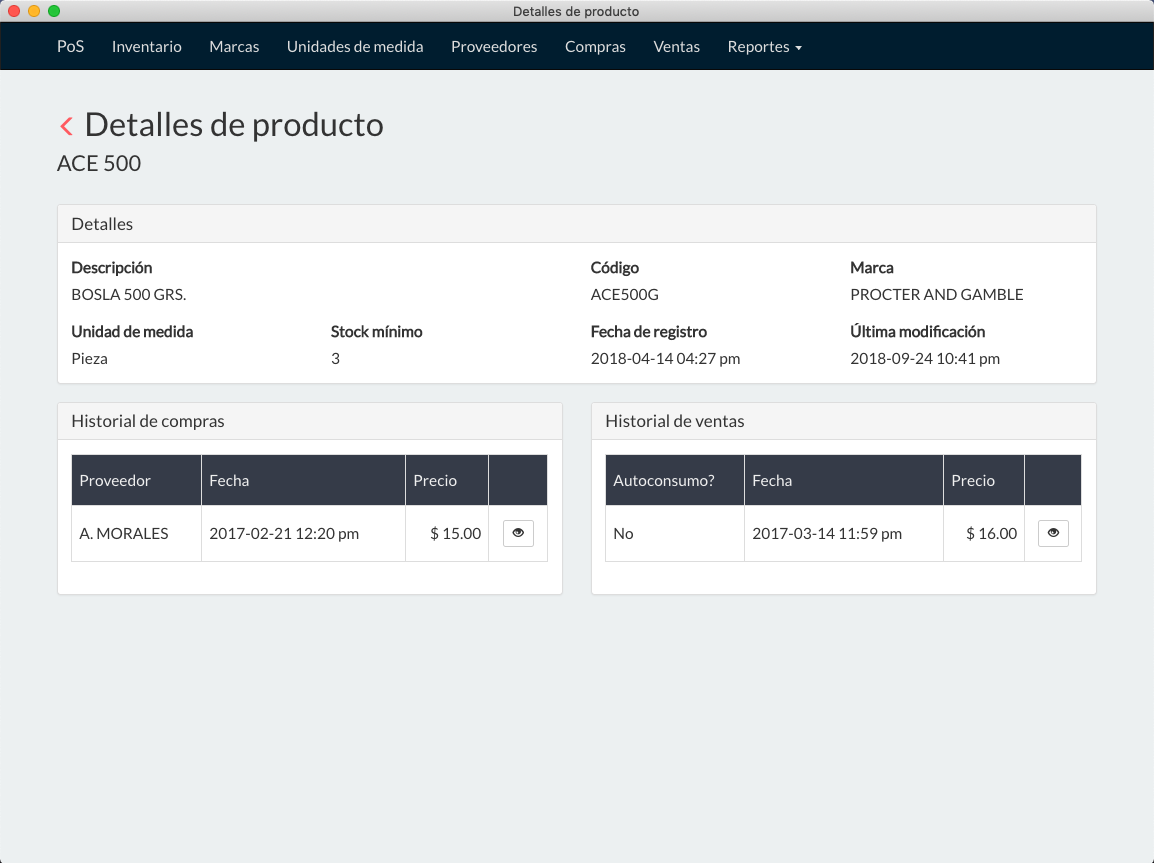 Detalles de producto
PoS Inventario Marcas Unidades de medida Proveedores Compras Ventas Reportes
Detalles de producto
ACE 500
Detalles
Descripción Código Marca
BOSLA 500 GRS. ACE500G PROCTER AND GAMBLE
Unidad de medida Stock mínimo Fecha de registro Última modificación
Pieza 3 2018-04-14 04:27 pm 2018-09-24 10:41 pm
Historial de compras
Proveedor Fecha Precio
A. MORALES 2017-02-21 12:20 pm $ 15.00
Historial de ventas
Autoconsumo? Fecha Precio
No 2017-03-14 11:59 pm $ 16.00